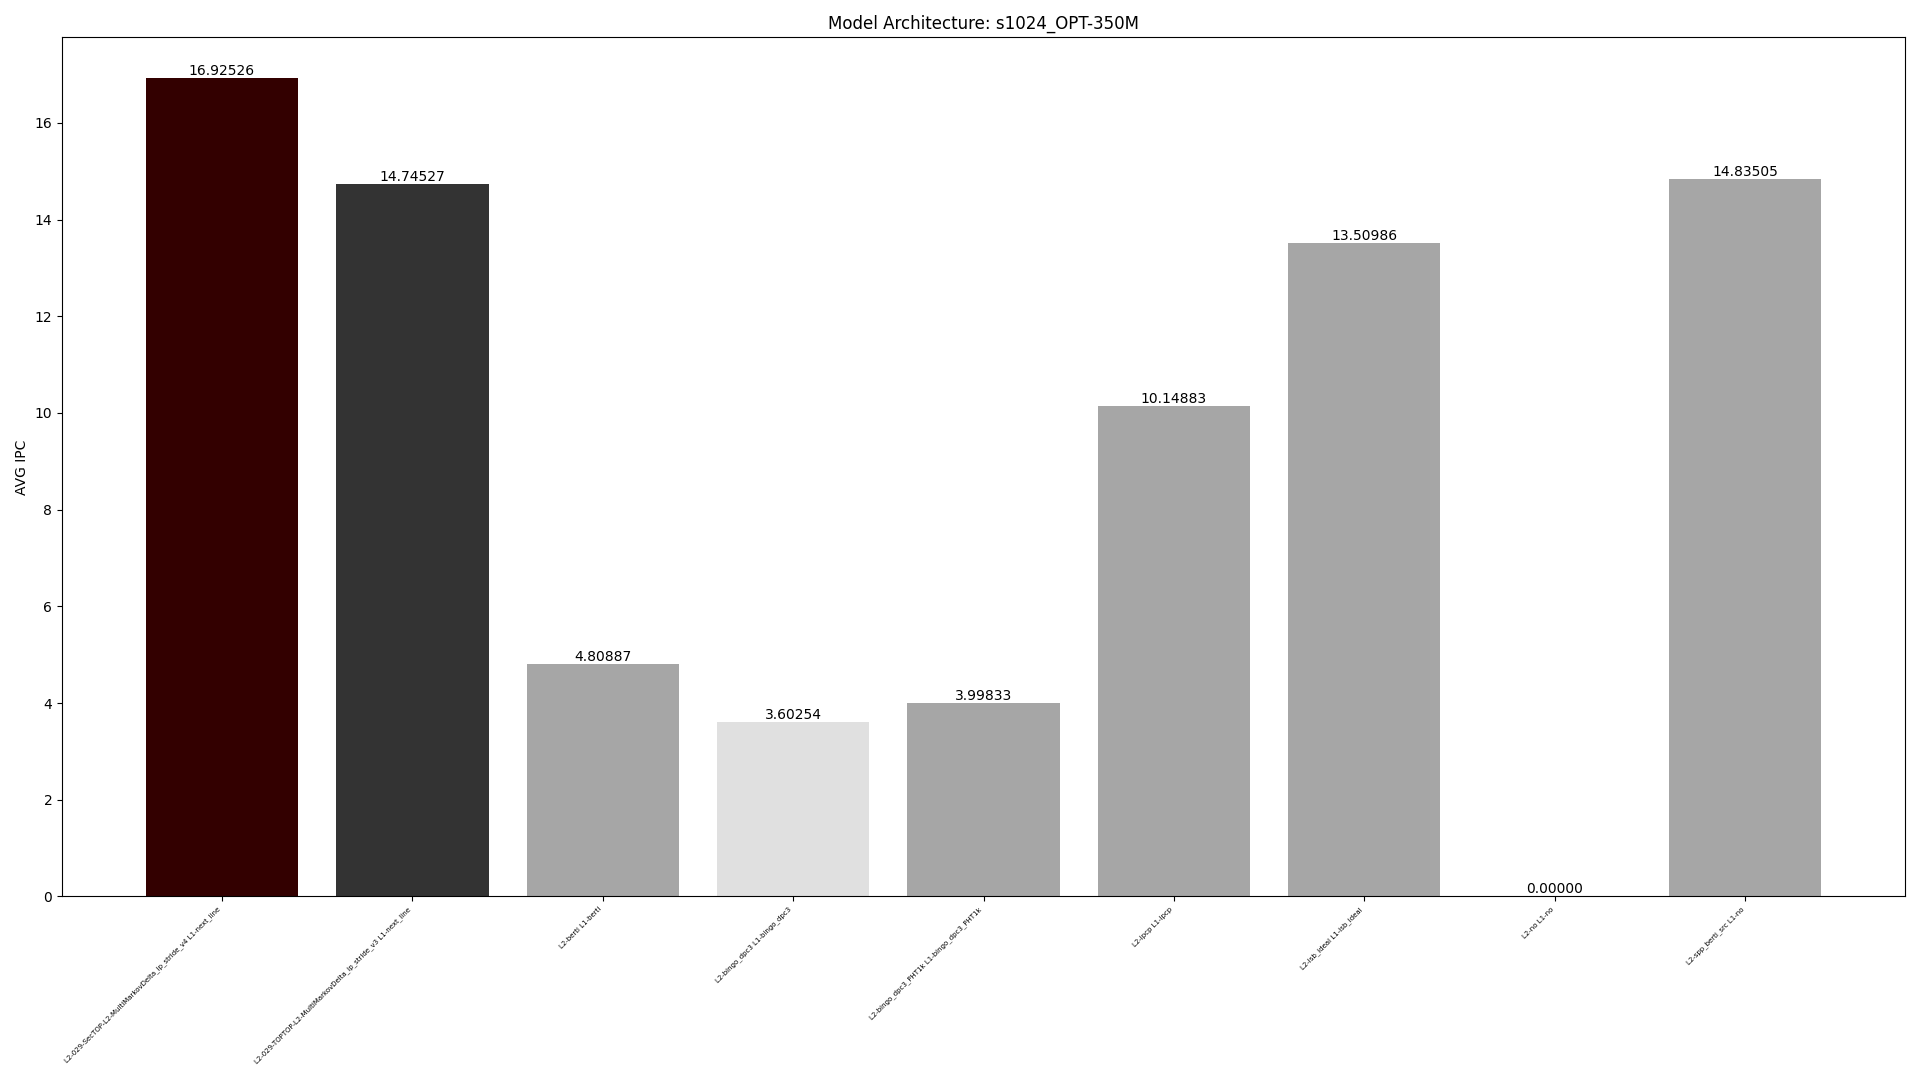 Model Architecture: s1024_OPT-350M
AVG IPC
16
14
12
10
8
6
4
2
0
16.92526
14.74527
4.80887
3.60254
3.99833
10.14883
13.50986
0.00000
14.83505
L2-029-SecTOP-L2-MultiMarkovDelta_ip_stride_v4 L1-next_line
L2-029-TOPTOP-L2-MultiMarkovDelta_ip_stride_v3 L1-next_line
L2-berti L1-berti
L2-bingo_dpc3 L1-bingo_dpc3
L2-bingo_dpc3_PHT1k L1-bingo_dpc3_PHT1k
L2-ipcp L1-ipcp
L2-isb_ideal L1-isb_ideal
L2-no L1-no
L2-spp_berti_src L1-no